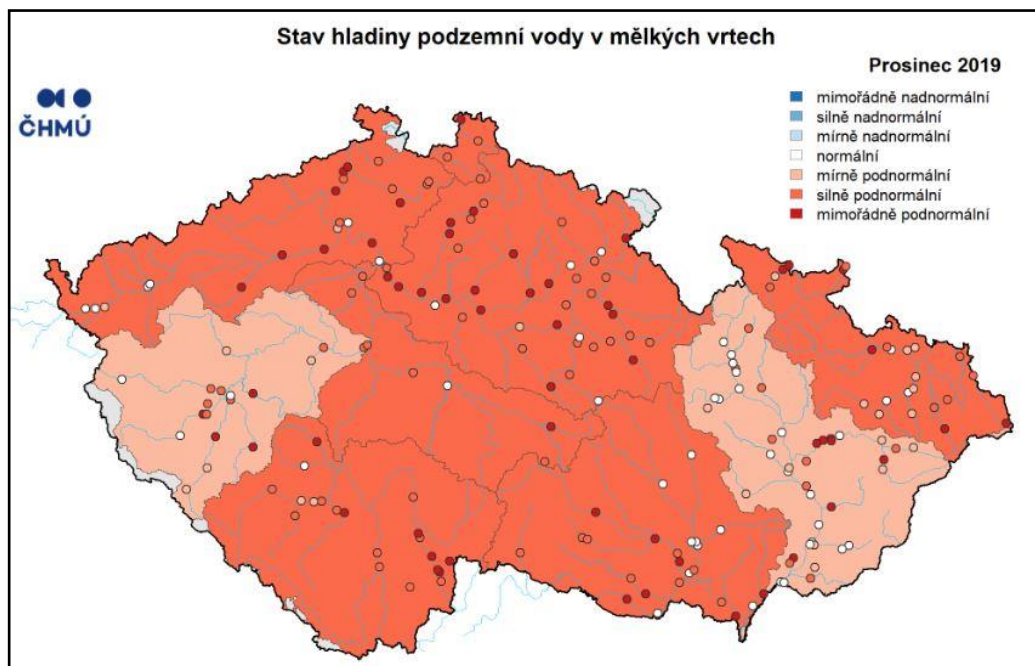 Stav hladiny podzemní vody v mělkých vrtech
Prosinec 2019
ČHMÚ
mimořádně nadnormální
silně nadnormální
mírně nadnormální
normální
mírně podnormální
silně podnormální
mimořádně podnormální